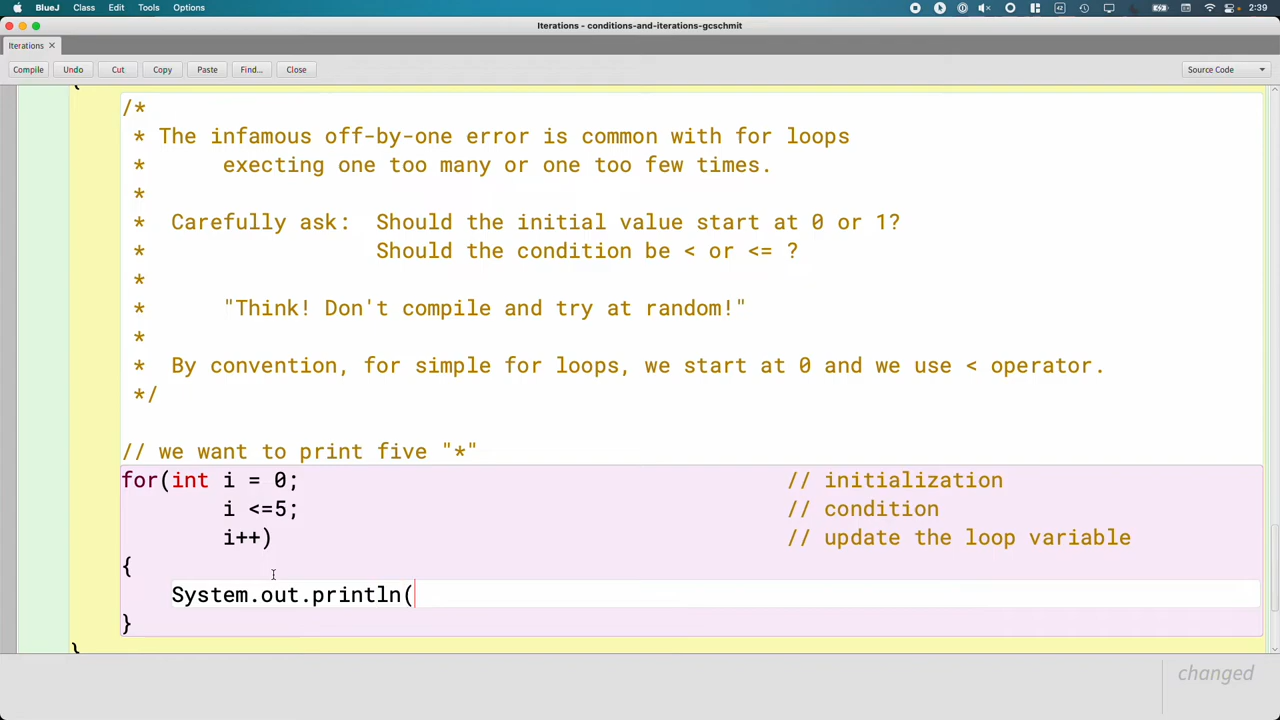 BlueJ Class Edit Tools Options 42 2:39
Iterations - conditions-and-iterations-gcschmit
Iterations ×
Compile Undo Cut Copy Paste Find... Close Source Code
{
/*
* The infamous off-by-one error is common with for loops
* execting one too many or one too few times.
*
* Carefully ask: Should the initial value start at 0 or 1?
* Should the condition be < or <= ?
*
* "Think! Don't compile and try at random!"
*
* By convention, for simple for loops, we start at 0 and we use < operator.
*/
// we want to print five "*"
for(int i = 0; // initialization
i <=5; // condition
i++) // update the loop variable
{
System.out.println(
}
}
changed